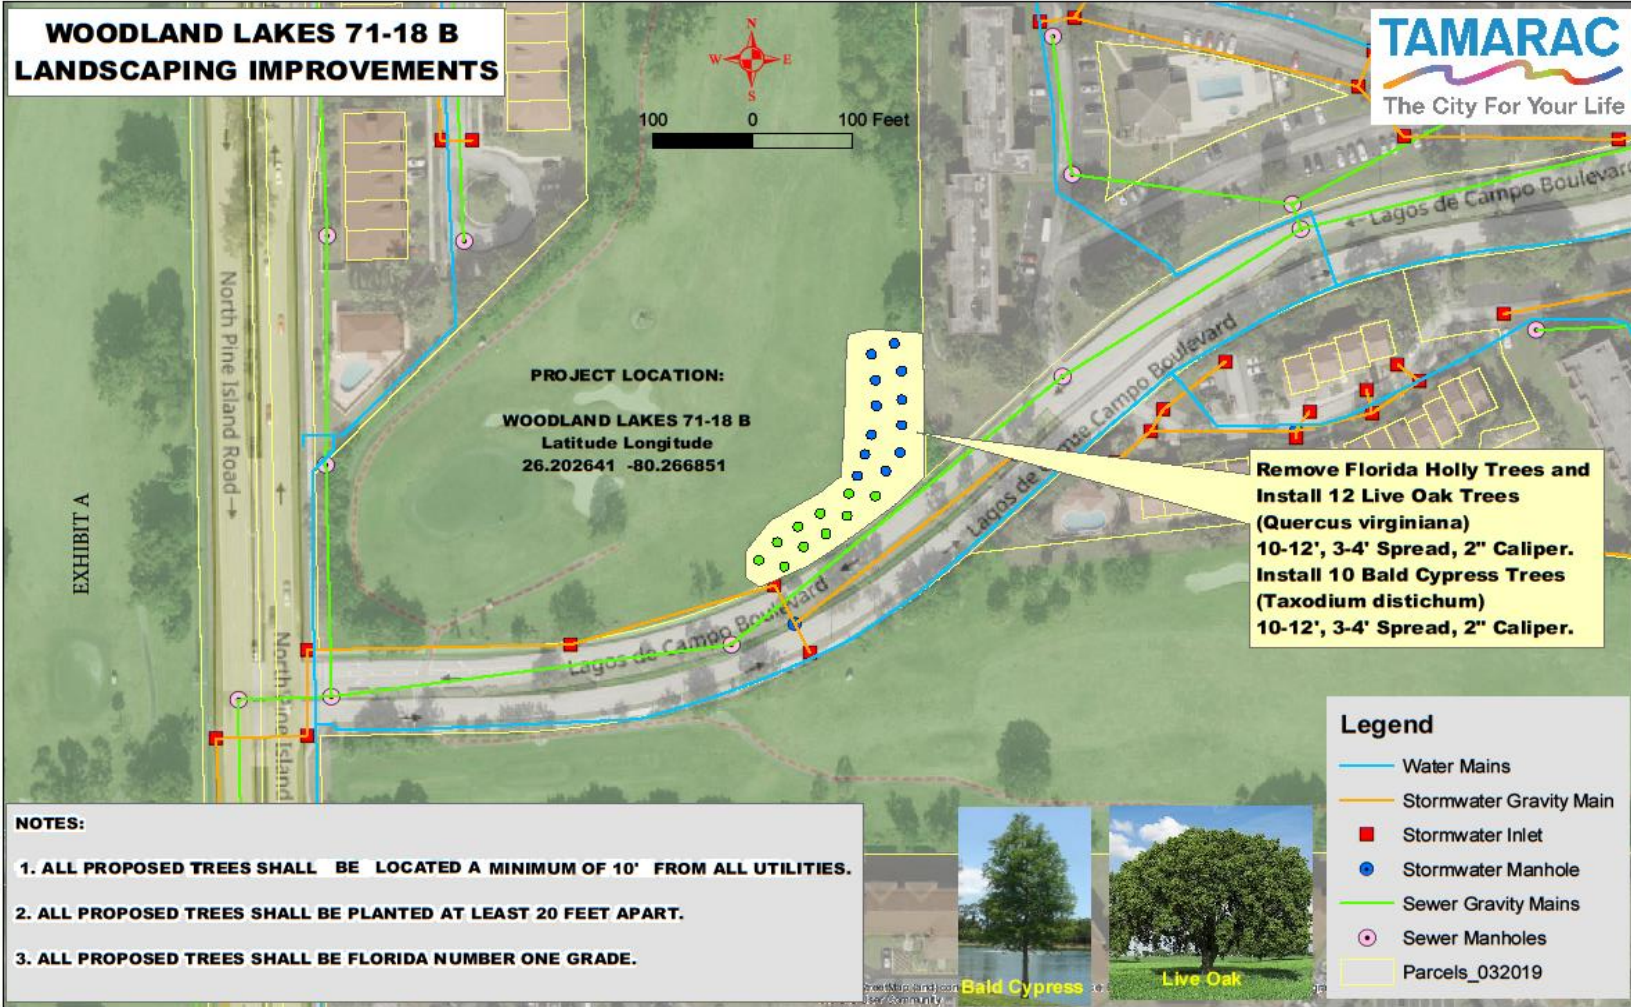 WOODLAND LAKES 71-18 B
LANDSCAPING IMPROVEMENTS
N
W E
S
100 0 100 Feet
TAMARAC
The City For Your Life
Lagos de Campo Boulevard
North Pine Island Road
PROJECT LOCATION:
WOODLAND LAKES 71-18 B
Latitude Longitude
26.202641 -80.266851
Campo Boulevard
Lagos de
Remove Florida Holly Trees and
Install 12 Live Oak Trees
(Quercus virginiana)
10-12', 3-4' Spread, 2" Caliper.
Install 10 Bald Cypress Trees
(Taxodium distichum)
10-12', 3-4' Spread, 2" Caliper.
EXHIBIT A
Lagos de Campo Boulevard
North Pine Island
Legend
Water Mains
Stormwater Gravity Main
Stormwater Inlet
Stormwater Manhole
Sewer Gravity Mains
Sewer Manholes
Parcels_032019
NOTES:
1. ALL PROPOSED TREES SHALL BE LOCATED A MINIMUM OF 10' FROM ALL UTILITIES.
2. ALL PROPOSED TREES SHALL BE PLANTED AT LEAST 20 FEET APART.
3. ALL PROPOSED TREES SHALL BE FLORIDA NUMBER ONE GRADE.
Bald Cypress
Live Oak
User Community